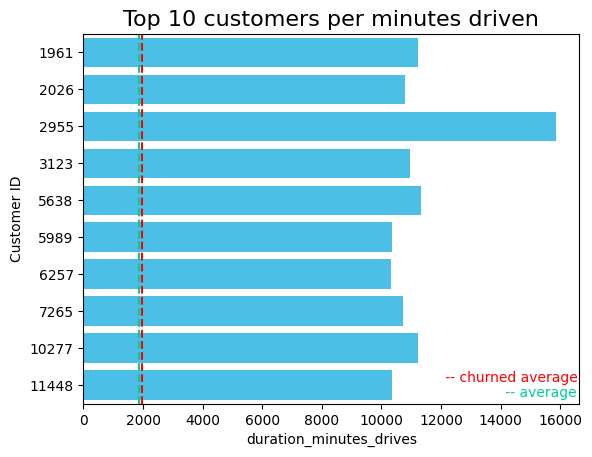 Top 10 customers per minutes driven
Customer ID
1961
2026
2955
3123
5638
5989
6257
7265
10277
11448
-- churned average
-- average
0 2000 4000 6000 8000 10000 12000 14000 16000
duration_minutes_drives